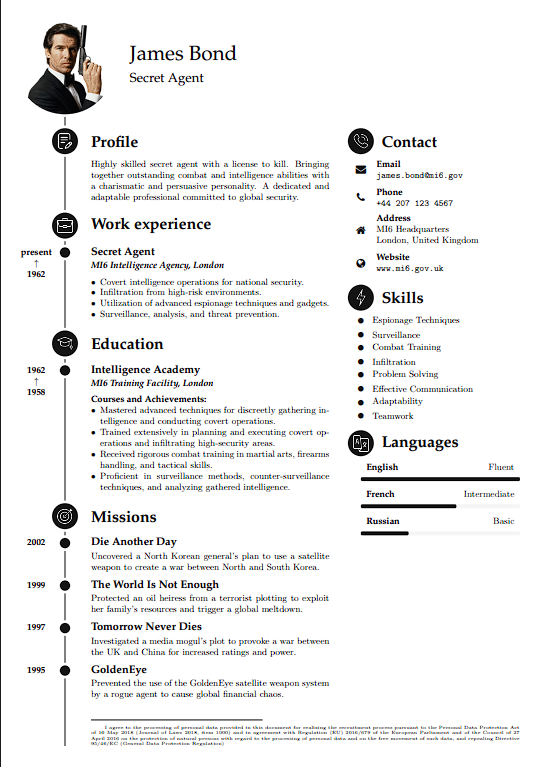 James Bond
Secret Agent
Profile
Highly skilled secret agent with a license to kill. Bringing
together outstanding combat and intelligence abilities with
a charismatic and persuasive personality. A dedicated and
adaptable professional committed to global security.
Work experience
present
↑
1962
Secret Agent
MI6 Intelligence Agency, London
• Covert intelligence operations for national security.
• Infiltration from high-risk environments.
• Utilization of advanced espionage techniques and gadgets.
• Surveillance, analysis, and threat prevention.
Education
1962
↑
1958
Intelligence Academy
MI6 Training Facility, London
Courses and Achievements:
• Mastered advanced techniques for discreetly gathering in-
telligence and conducting covert operations.
• Trained extensively in planning and executing covert op-
erations and infiltrating high-security areas.
• Received rigorous combat training in martial arts, firearms
handling, and tactical skills.
• Proficient in surveillance methods, counter-surveillance
techniques, and analyzing gathered intelligence.
Missions
2002
Die Another Day
Uncovered a North Korean general's plan to use a satellite
weapon to create a war between North and South Korea.
1999
The World Is Not Enough
Protected an oil heiress from a terrorist plotting to exploit
her family's resources and trigger a global meltdown.
1997
Tomorrow Never Dies
Investigated a media mogul's plot to provoke a war between
the UK and China for increased ratings and power.
1995
GoldenEye
Prevented the use of the GoldenEye satellite weapon system
by a rogue agent to cause global financial chaos.
Contact
Email
james.bond@mi6.gov
Phone
+44 207 123 4567
Address
MI6 Headquarters
London, United Kingdom
Website
www.mi6.gov.uk
Skills
• Espionage Techniques
• Surveillance
• Combat Training
• Infiltration
• Problem Solving
• Effective Communication
• Adaptability
• Teamwork
Languages
English Fluent
French Intermediate
Russian Basic
I agree to the processing of personal data provided in this document for realising the recruitment process pursuant to the Personal Data Protection Act
of 10 May 2018 (Journal of Laws 2018, item 1000) and in agreement with Regulation (EU) 2016/679 of the European Parliament and of the Council of 27
April 2016 on the protection of natural persons with regard to the processing of personal data and on the free movement of such data, and repealing Directive
95/46/EC (General Data Protection Regulation)